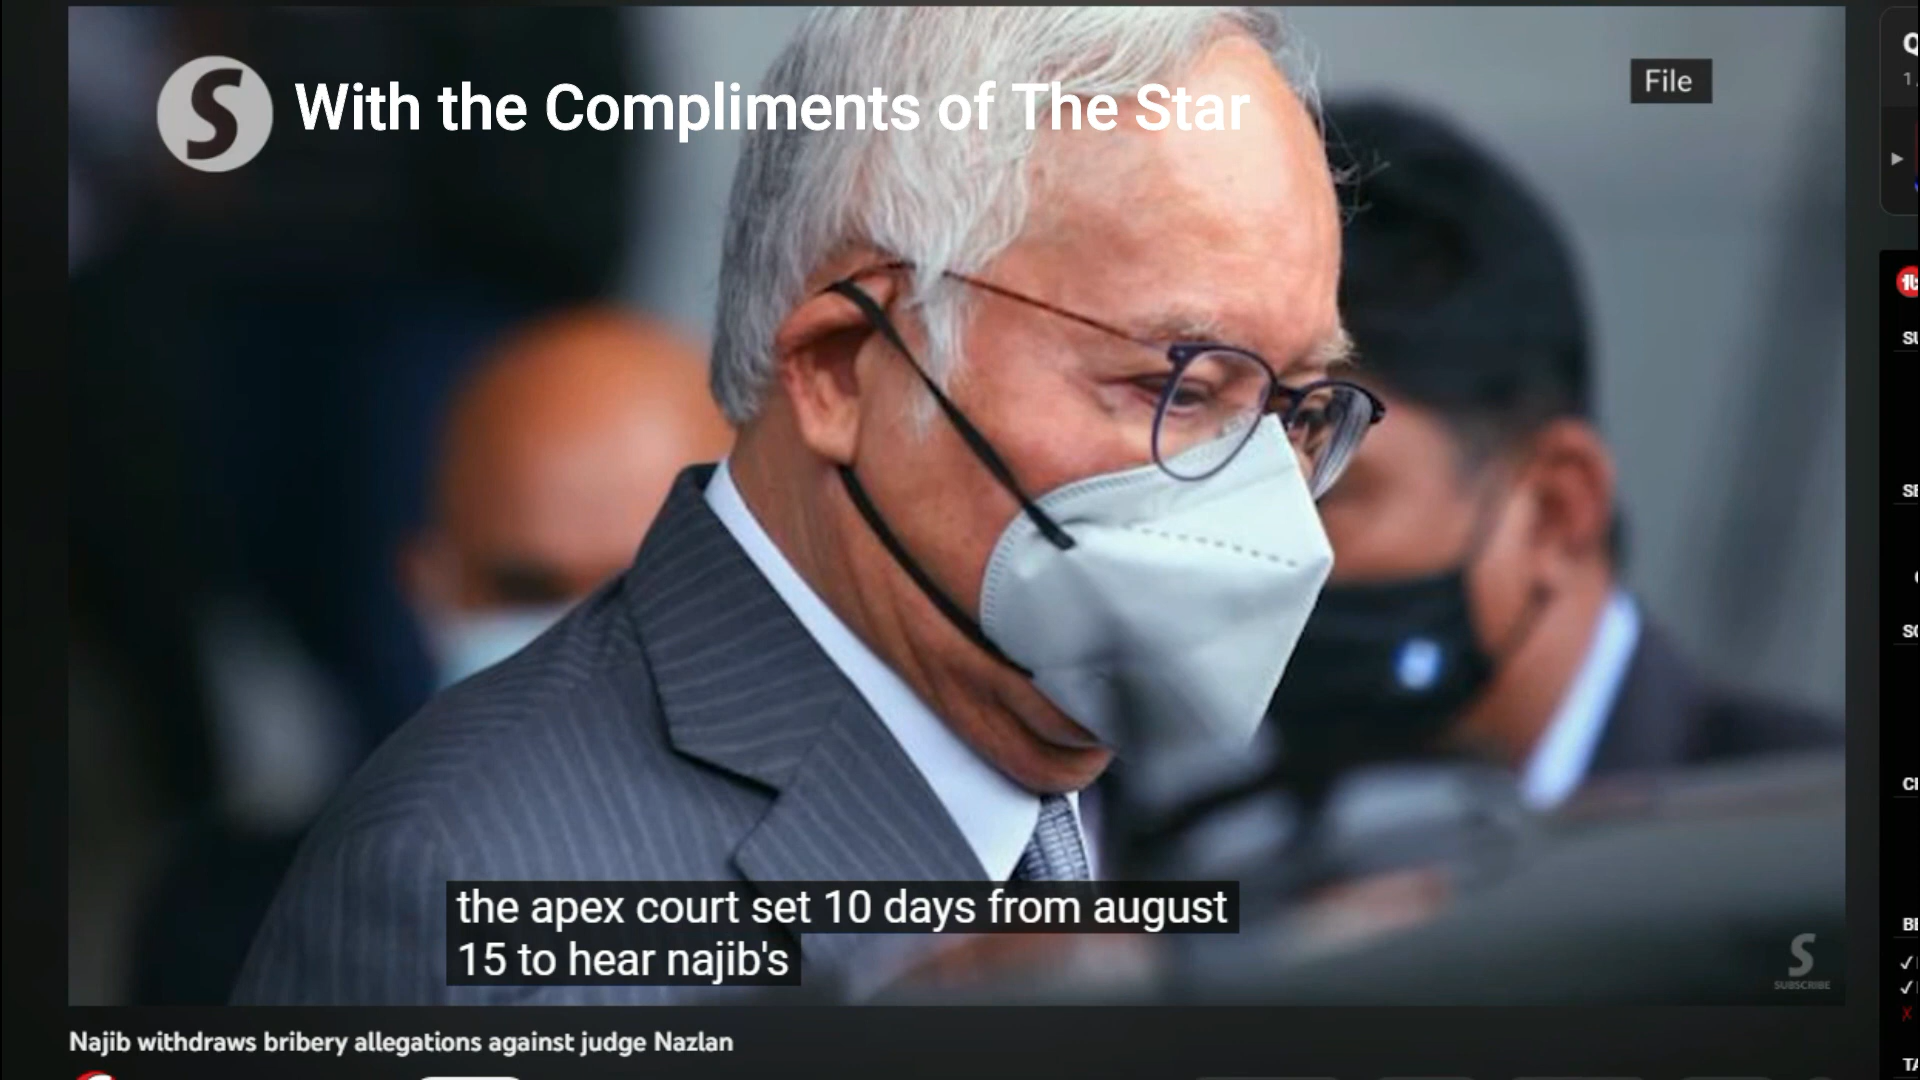 With the Compliments of The Star
File
the apex court set 10 days from august
15 to hear najib's
S
SUBSCRIBE
Najib withdraws bribery allegations against judge Nazlan